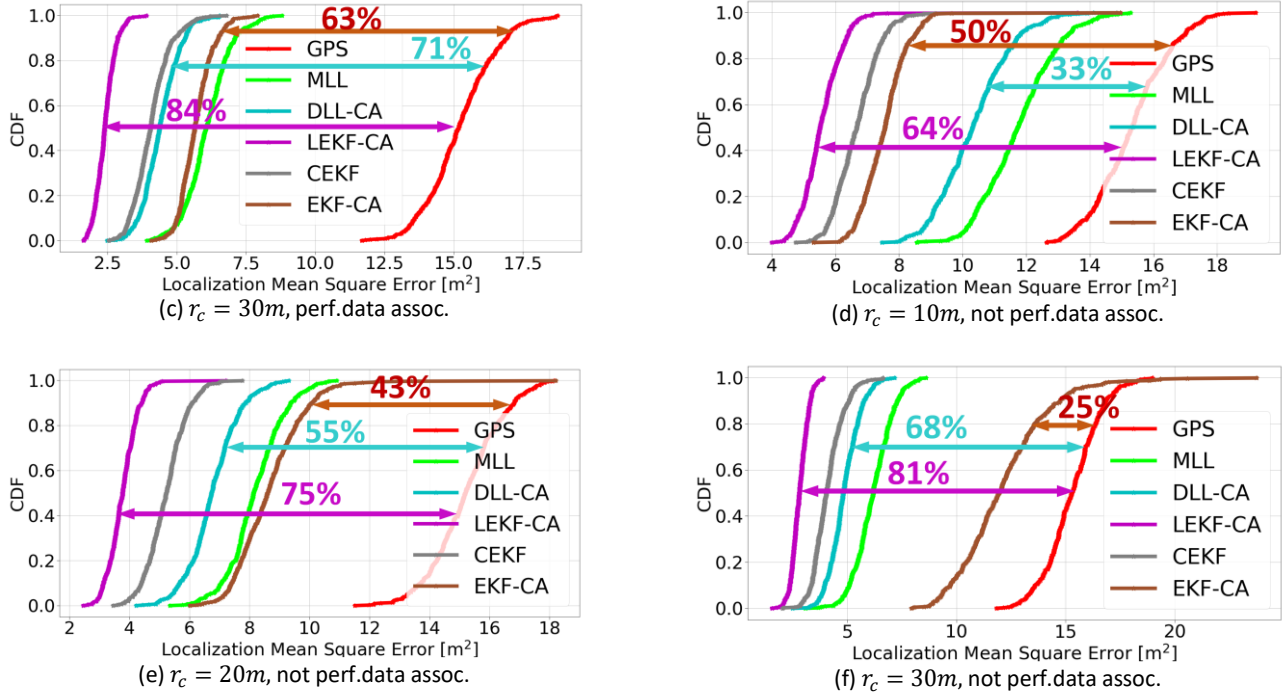 63%
71%
84%
GPS
MLL
DLL-CA
LEKF-CA
CEKF
EKF-CA
CDF
1.0
0.8
0.6
0.4
0.2
0.0
2.5
5.0
7.5
10.0
12.5
15.0
17.5
Localization Mean Square Error [m²]
(c) r_c = 30m, perf.data assoc.
50%
33%
64%
GPS
MLL
DLL-CA
LEKF-CA
CEKF
EKF-CA
CDF
1.0
0.8
0.6
0.4
0.2
0.0
4
6
8
10
12
14
16
18
Localization Mean Square Error [m²]
(d) r_c = 10m, not perf.data assoc.
43%
55%
75%
GPS
MLL
DLL-CA
LEKF-CA
CEKF
EKF-CA
CDF
1.0
0.8
0.6
0.4
0.2
0.0
2
4
6
8
10
12
14
16
18
Localization Mean Square Error [m²]
(e) r_c = 20m, not perf.data assoc.
25%
68%
81%
GPS
MLL
DLL-CA
LEKF-CA
CEKF
EKF-CA
CDF
1.0
0.8
0.6
0.4
0.2
0.0
5
10
15
20
Localization Mean Square Error [m²]
(f) r_c = 30m, not perf.data assoc.